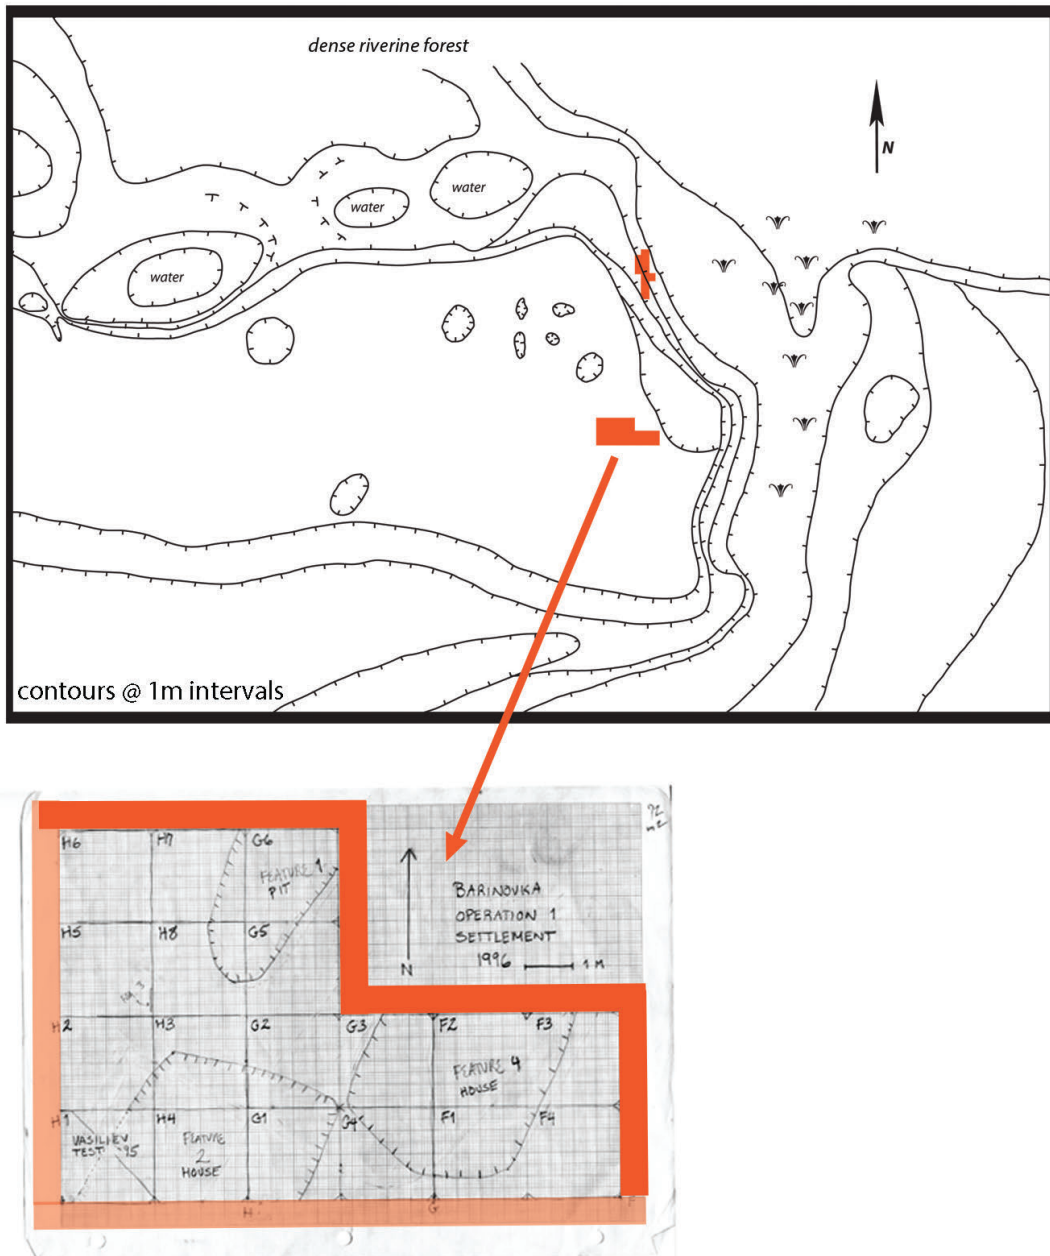 dense riverine forest
N
water
water
water
contours @ 1m intervals
H6
H7
G6
FEATURE 1
PIT
H5
H8
G5
N
BARINOVKA
OPERATION 1
SETTLEMENT
1996
1 M
72
m2
H2
H3
G2
G3
F2
F3
FEATURE 4
HOUSE
H1
H4
G1
G4
F1
F4
VASILIEV
TEST 95
FEATURE
2
HOUSE
H
G
F